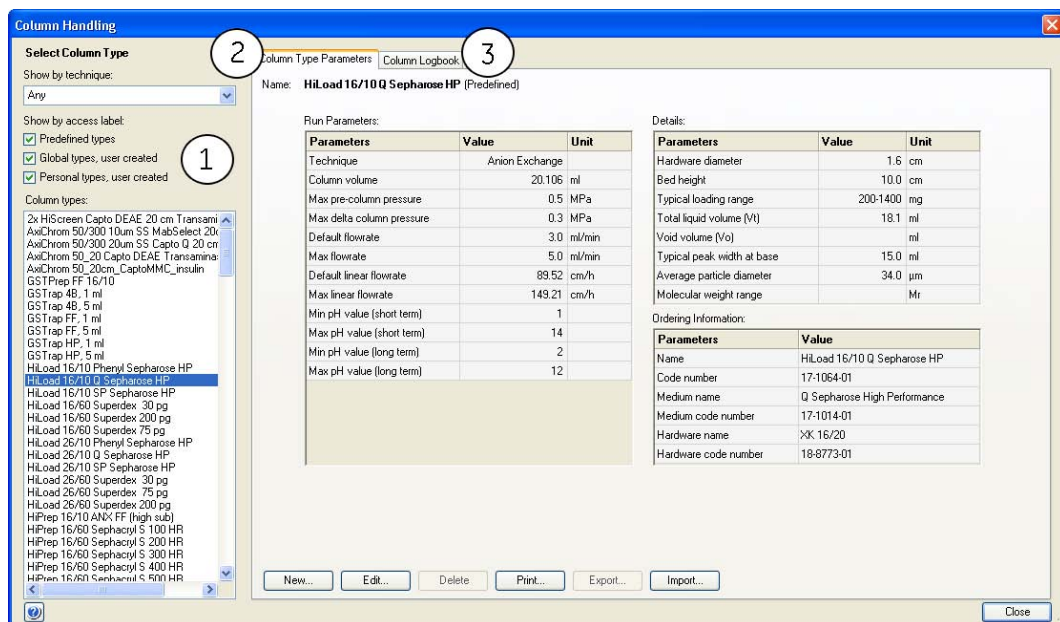 Column Handling
Select Column Type
Show by technique:
Any
Show by access label:
Predefined types
Global types, user created
Personal types, user created
1
Column types:
2x HiScreen Capto DEAE 20 cm Transami
AxiChrom 50/300 10um SS MabSelect 20c
AxiChrom 50/300 20um SS Capto Q 20 cm
AxiChrom 50_20 Capto DEAE Transamina:
AxiChrom 50_20cm_CaptoMMC_insulin
GSTPrep FF 16/10
GSTrap 4B, 1 ml
GSTrap 4B, 5 ml
GSTrap FF, 1 ml
GSTrap FF, 5 ml
GSTrap HP, 1 ml
GSTrap HP, 5 ml
HiLoad 16/10 Phenyl Sepharose HP
HiLoad 16/10 Q Sepharose HP
HiLoad 16/10 SP Sepharose HP
HiLoad 16/60 Superdex 30 pg
HiLoad 16/60 Superdex 200 pg
HiLoad 16/60 Superdex 75 pg
HiLoad 26/10 Phenyl Sepharose HP
HiLoad 26/10 Q Sepharose HP
HiLoad 26/10 SP Sepharose HP
HiLoad 26/60 Superdex 30 pg
HiLoad 26/60 Superdex 75 pg
HiLoad 26/60 Superdex 200 pg
HiPrep 16/10 ANX FF (high sub)
HiPrep 16/60 Sephacryl S 100 HR
HiPrep 16/60 Sephacryl S 200 HR
HiPrep 16/60 Sephacryl S 300 HR
HiPrep 16/60 Sephacryl S 400 HR
HiPrep 16/60 Sephacryl S 500 HR
2
Column Type Parameters
Column Logbook
3
Name: HiLoad 16/10 Q Sepharose HP (Predefined)
Run Parameters:
Parameters Value Unit
Technique Anion Exchange
Column volume 20.106 ml
Max pre-column pressure 0.5 MPa
Max delta column pressure 0.3 MPa
Default flowrate 3.0 ml/min
Max flowrate 5.0 ml/min
Default linear flowrate 89.52 cm/h
Max linear flowrate 149.21 cm/h
Min pH value (short term) 1
Max pH value (short term) 14
Min pH value (long term) 2
Max pH value (long term) 12
Details:
Parameters Value Unit
Hardware diameter 1.6 cm
Bed height 10.0 cm
Typical loading range 200-1400 mg
Total liquid volume (Vt) 18.1 ml
Void volume (Vo) ml
Typical peak width at base 15.0 ml
Average particle diameter 34.0 µm
Molecular weight range Mr
Ordering Information:
Parameters Value
Name HiLoad 16/10 Q Sepharose HP
Code number 17-1064-01
Medium name Q Sepharose High Performance
Medium code number 17-1014-01
Hardware name XK 16/20
Hardware code number 18-8773-01
New... Edit... Delete Print... Export... Import...
? Close